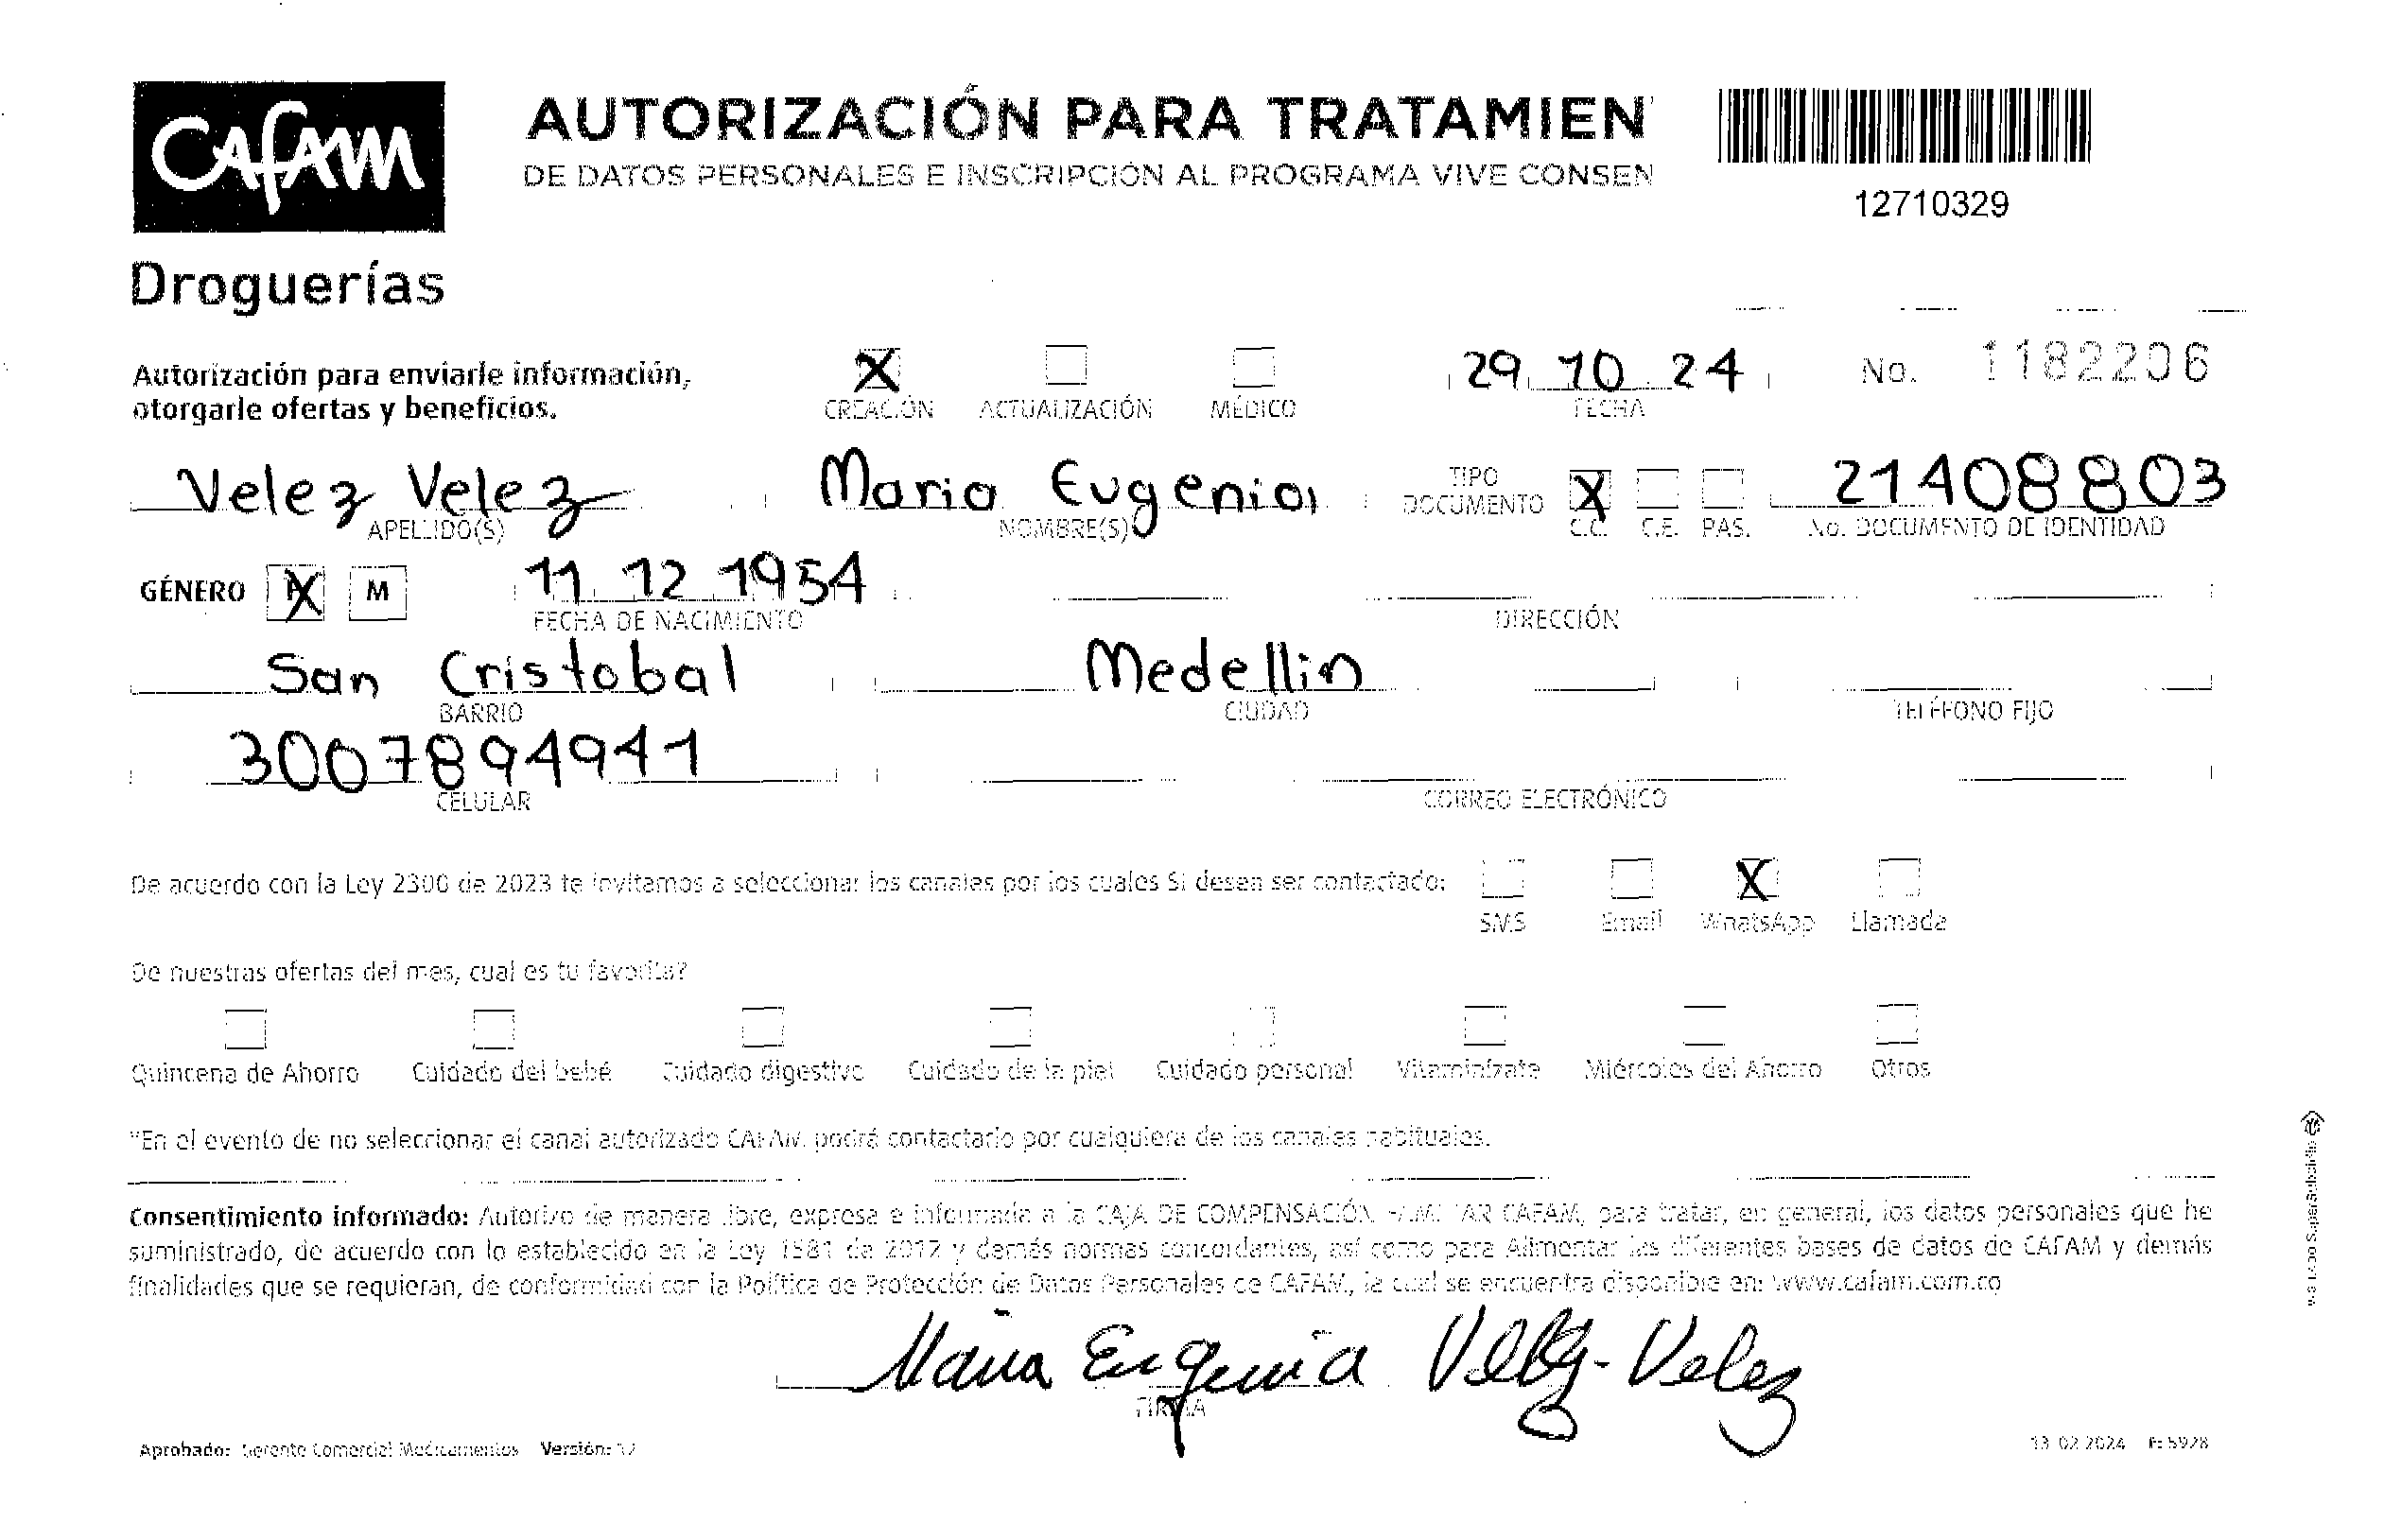 CAFAM
AUTORIZACIÓN PARA TRATAMIEN
DE DATOS PERSONALES E INSCRIPCIÓN AL PROGRAMA VIVE CONSEN
12710329
Droguerías
Autorización para enviarle información,
otorgarle ofertas y beneficios.
X CREACIÓN ACTUALIZACIÓN MÉDICO
29 10 24 FECHA
No. 1182206
Velez Velez Maria Eugenia TIPO DOCUMENTO X 21408803
APELLIDO(S) NOMBRE(S) C.C. C.E. PAS. No. DOCUMENTO DE IDENTIDAD
GÉNERO X M 11 12 1954
FECHA DE NACIMIENTO DIRECCIÓN
San Cristobal Medellin
BARRIO CIUDAD TELÉFONO FIJO
3007894941
CELULAR CORREO ELECTRÓNICO
De acuerdo con la Ley 2300 de 2023 te invitamos a seleccionar los canales por los cuales SI desea ser contactado: X
SMS Email WhatsApp Llamada
De nuestras ofertas del mes, cual es tu favorita?
Quincena de Ahorro Cuidado del bebé Cuidado digestivo Cuidado de la piel Cuidado personal Vitaminízate Miércoles del Ahorro Otros
*En el evento de no seleccionar el canal autorizado CAFAM, podrá contactarlo por cualquiera de los canales habituales.
Consentimiento informado: Autorizo de manera libre, expresa e informada a la CAJA DE COMPENSACIÓN FAMILIAR CAFAM, para tratar, en general, los datos personales que he
suministrado, de acuerdo con lo establecido en la Ley 1581 de 2012 y demás normas concordantes, así como para Alimentar las diferentes bases de datos de CAFAM y demás
finalidades que se requieran, de conformidad con la Política de Protección de Datos Personales de CAFAM, la cual se encuentra disponible en: www.cafam.com.co
Maria Eugenia Velez-Velez
FIRMA
Aprobado: Gerente Comercial Medicamentos Versión: 12
13 02 2024